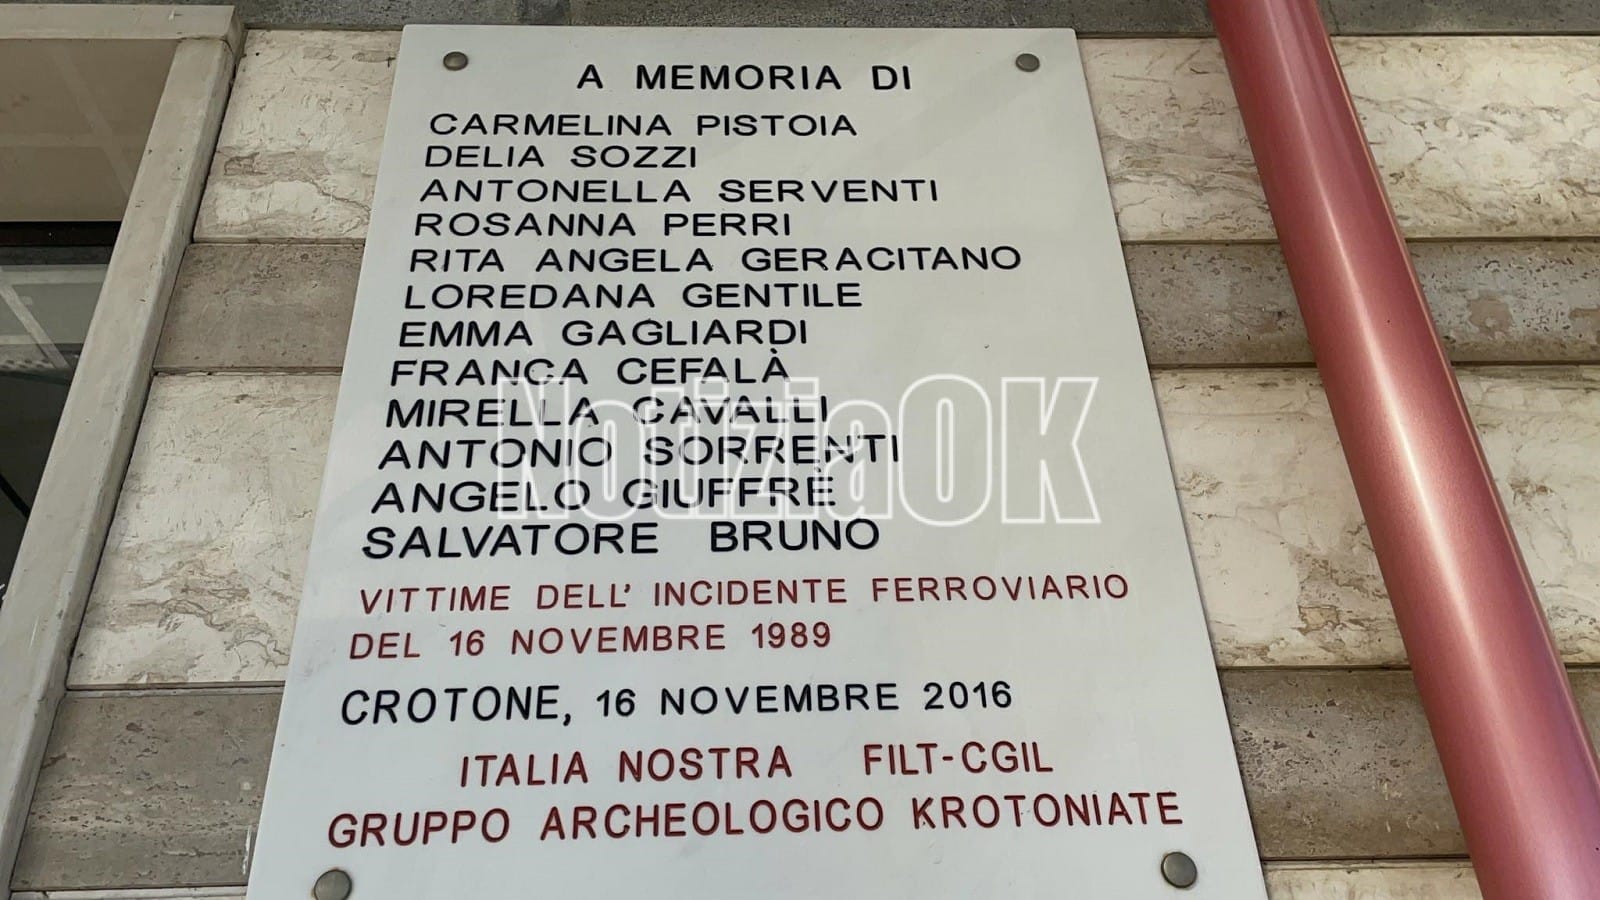 A MEMORIA DI
CARMELINA PISTOIA
DELIA SOZZI
ANTONELLA SERVENTI
ROSANNA PERRI
RITA ANGELA GERACITANO
LOREDANA GENTILE
EMMA GAGLIARDI
FRANCA CEFALÀ
MIRELLA CAVALLI
ANTONIO SORRENTI
ANGELO GIUFFRÈ
SALVATORE BRUNO
NotiziaOK
VITTIME DELL' INCIDENTE FERROVIARIO
DEL 16 NOVEMBRE 1989
CROTONE, 16 NOVEMBRE 2016
ITALIA NOSTRA FILT-CGIL
GRUPPO ARCHEOLOGICO KROTONIATE